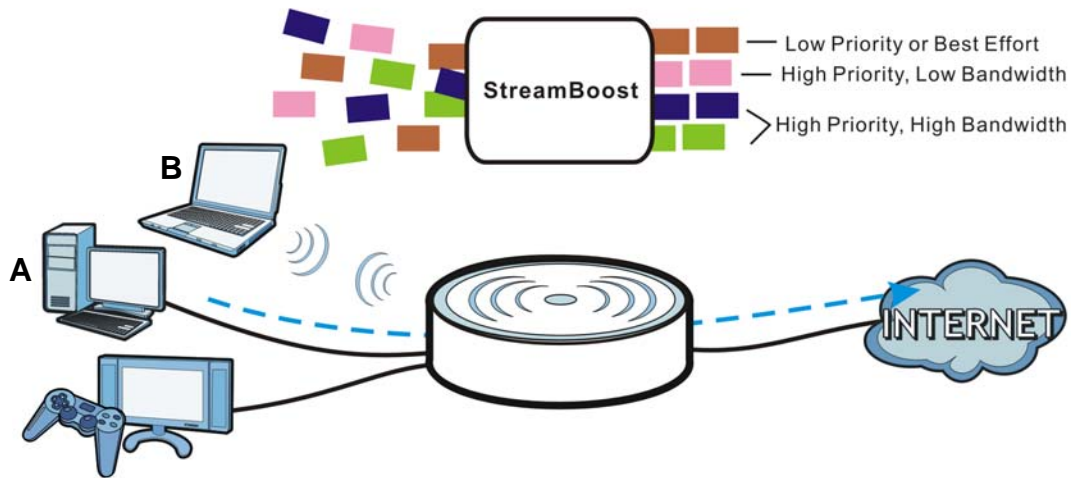 StreamBoost
Low Priority or Best Effort
High Priority, Low Bandwidth
High Priority, High Bandwidth
B
A
INTERNET